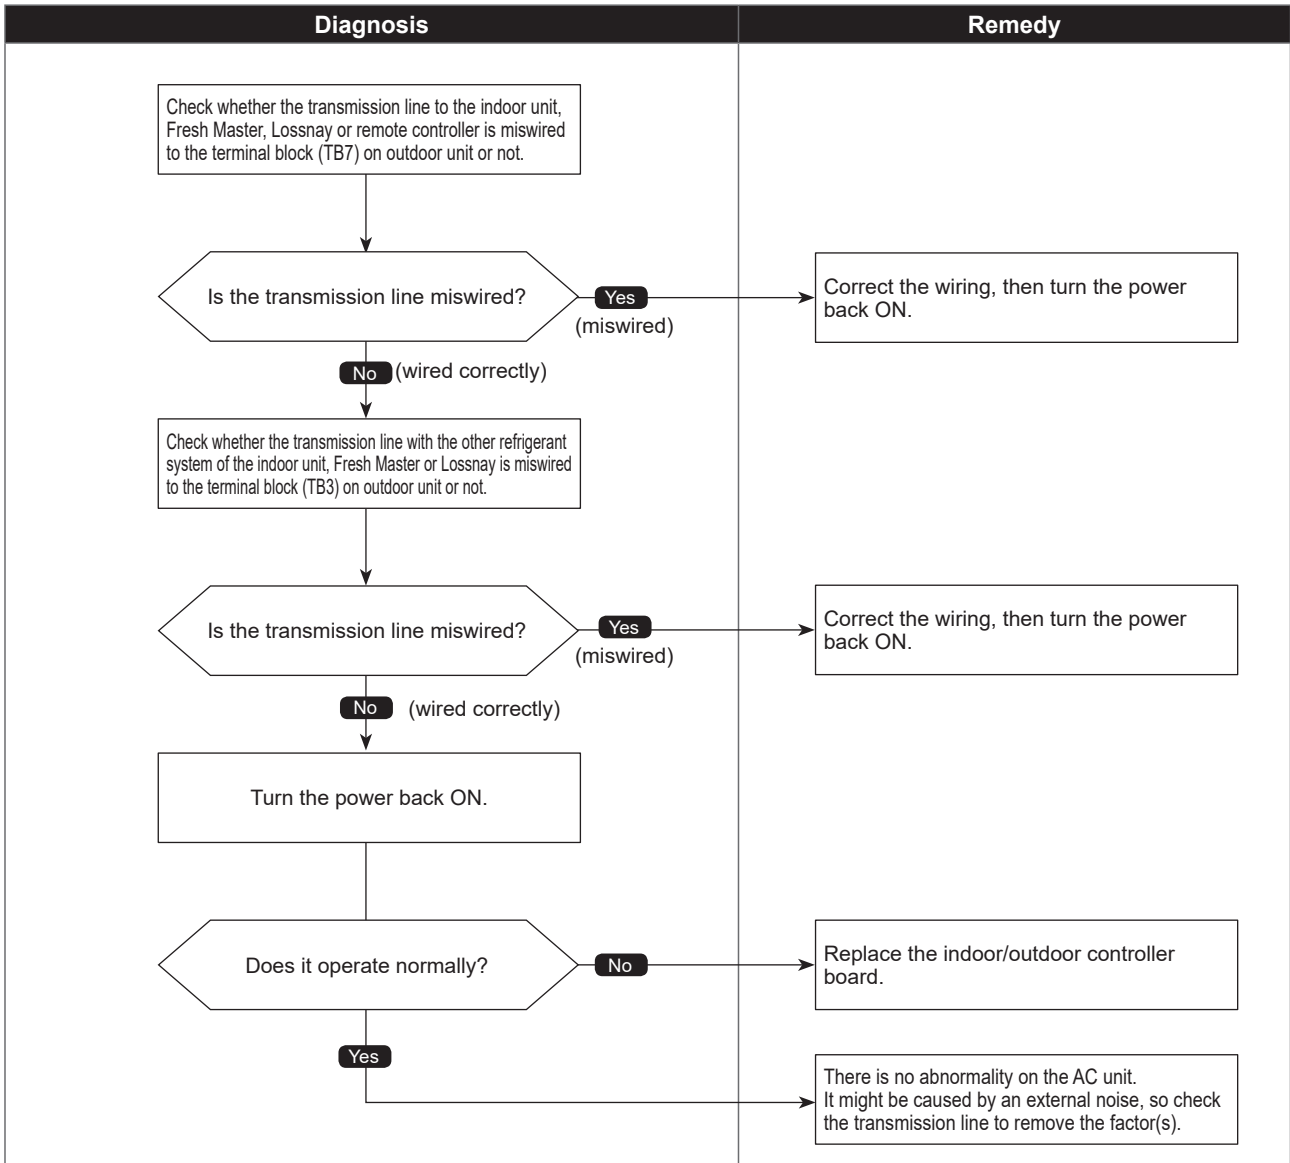 Diagnosis
Remedy
Check whether the transmission line to the indoor unit,
Fresh Master, Lossnay or remote controller is miswired
to the terminal block (TB7) on outdoor unit or not.
Is the transmission line miswired?
Yes
(miswired)
Correct the wiring, then turn the power
back ON.
No (wired correctly)
Check whether the transmission line with the other refrigerant
system of the indoor unit, Fresh Master or Lossnay is miswired
to the terminal block (TB3) on outdoor unit or not.
Is the transmission line miswired?
Yes
(miswired)
Correct the wiring, then turn the power
back ON.
No (wired correctly)
Turn the power back ON.
Does it operate normally?
No
Replace the indoor/outdoor controller
board.
Yes
There is no abnormality on the AC unit.
It might be caused by an external noise, so check
the transmission line to remove the factor(s).